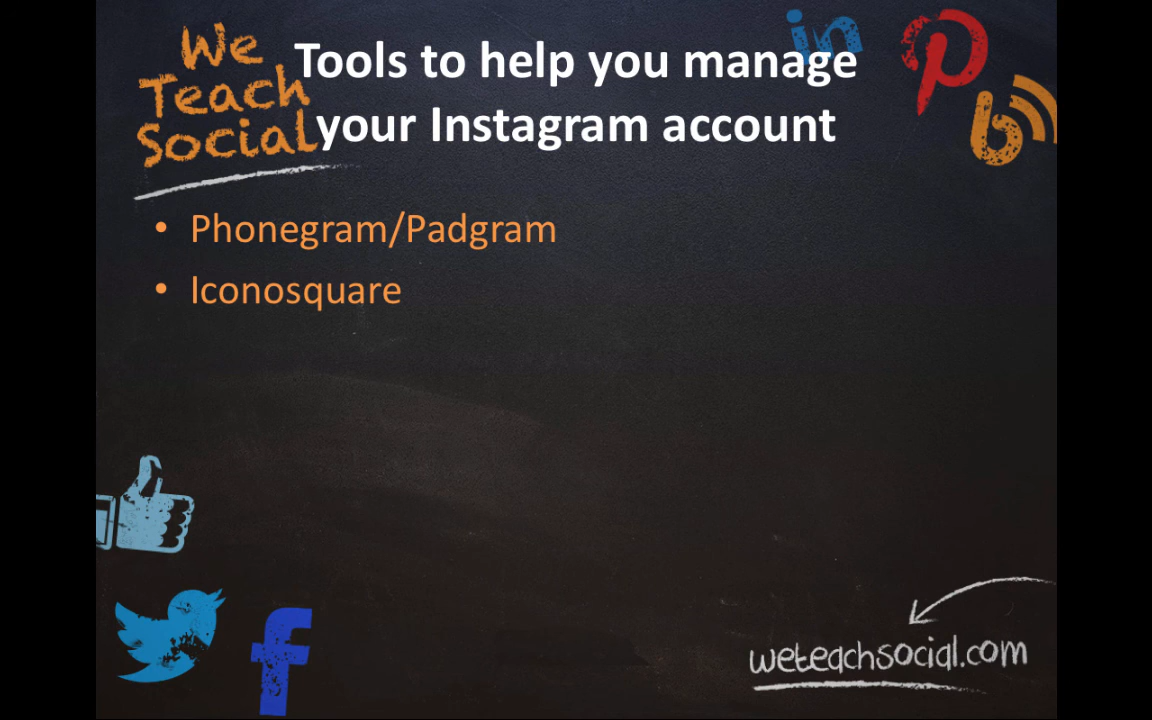 We
Teach
Social
Tools to help you manage
your Instagram account
• Phonegram/Padgram
• Iconosquare
weteachsocial.com